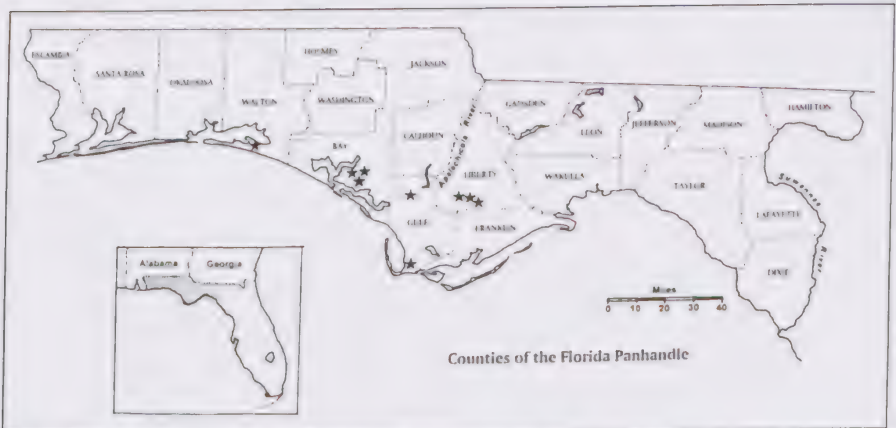 HOLMES
JACKSON
ESCAMBIA
SANTA ROSA
OKALOOSA
WALTON
WASHINGTON
GADSDEN
HAMILTON
LEON
JEFFERSON
MADISON
CALHOUN
Apalachicola River
BAY
LIBERTY
WAKULLA
TAYLOR
Suwannee River
LAFAYETTE
GULF
FRANKLIN
DIXIE
Alabama
Georgia
Miles
0 10 20 30 40
Counties of the Florida Panhandle